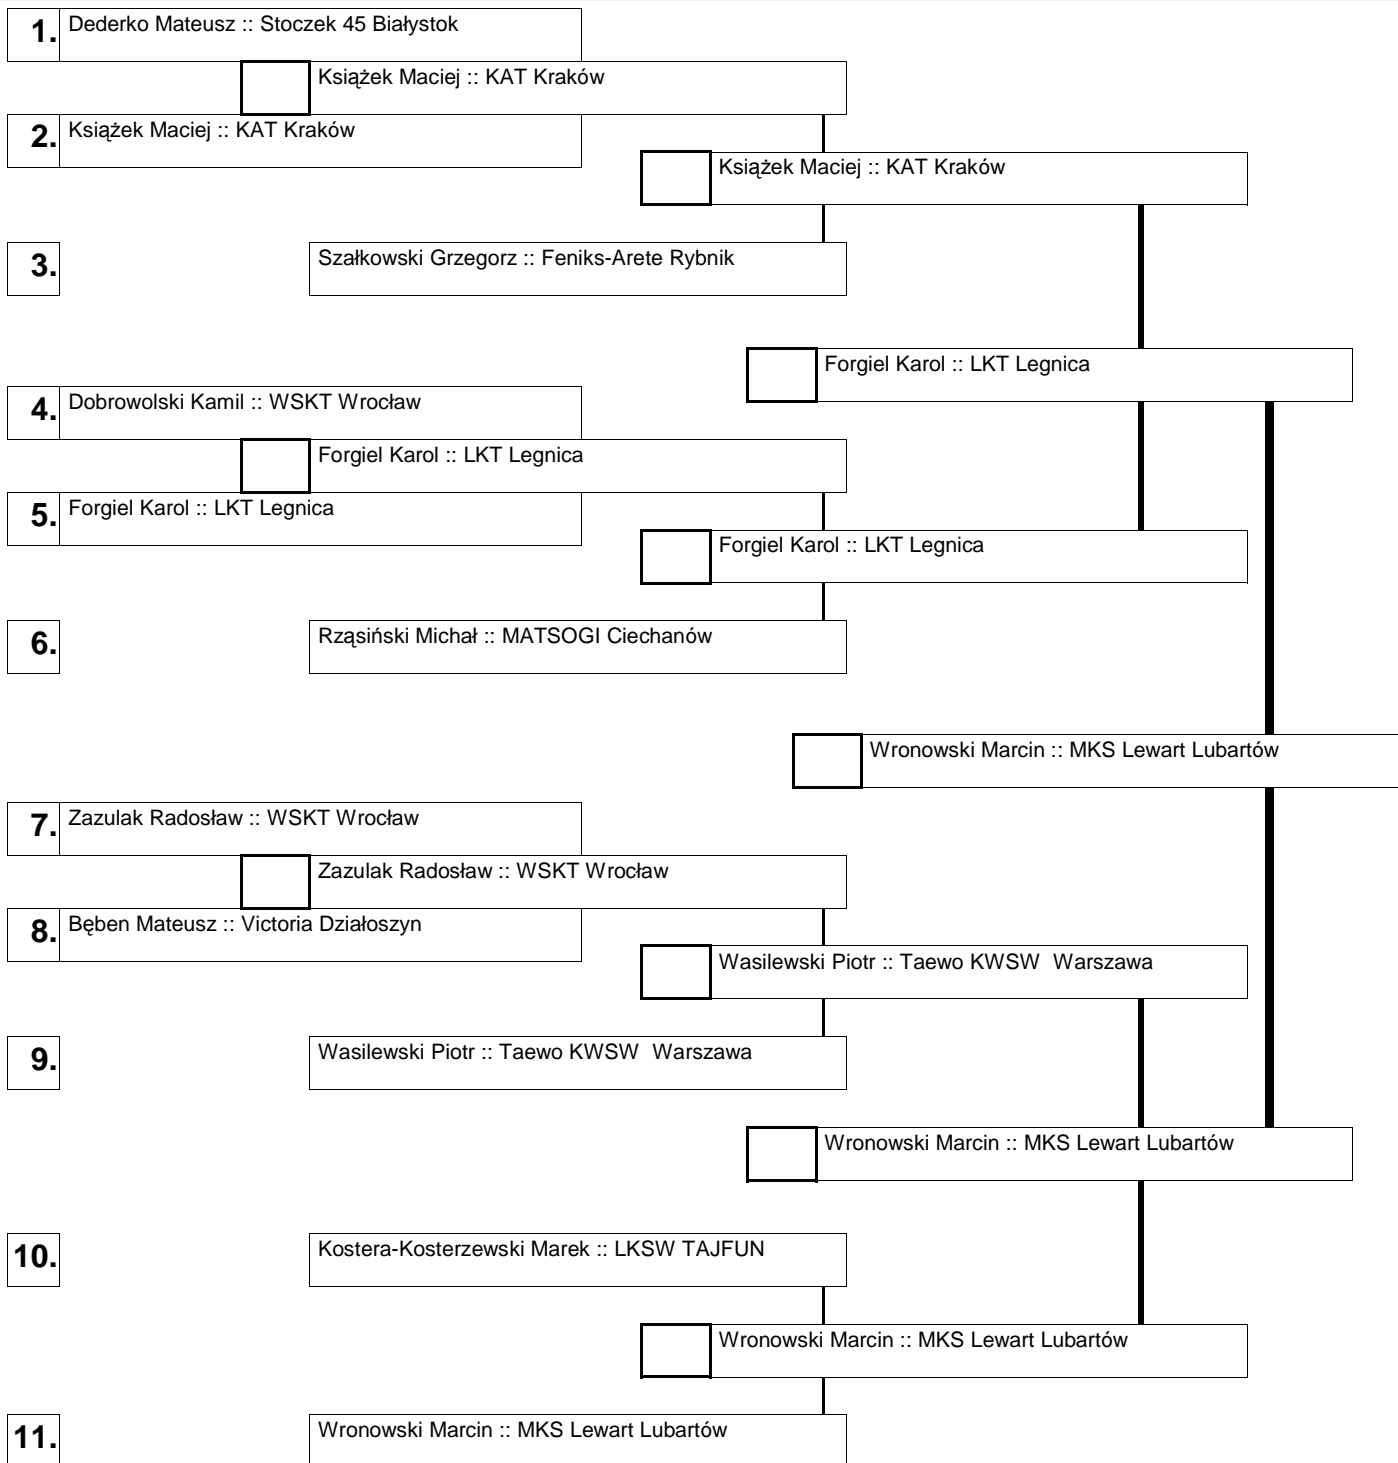 1. Dederko Mateusz :: Stoczek 45 Białystok
Książek Maciej :: KAT Kraków
2. Książek Maciej :: KAT Kraków
Książek Maciej :: KAT Kraków
3. Szałkowski Grzegorz :: Feniks-Arete Rybnik
Forgiel Karol :: LKT Legnica
4. Dobrowolski Kamil :: WSKT Wrocław
Forgiel Karol :: LKT Legnica
5. Forgiel Karol :: LKT Legnica
Forgiel Karol :: LKT Legnica
6. Rząsiński Michał :: MATSOGI Ciechanów
Wronowski Marcin :: MKS Lewart Lubartów
7. Zazulak Radosław :: WSKT Wrocław
Zazulak Radosław :: WSKT Wrocław
8. Bęben Mateusz :: Victoria Działoszyn
Wasilewski Piotr :: Taewo KWSW  Warszawa
9. Wasilewski Piotr :: Taewo KWSW  Warszawa
Wronowski Marcin :: MKS Lewart Lubartów
10. Kostera-Kosterzewski Marek :: LKSW TAJFUN
Wronowski Marcin :: MKS Lewart Lubartów
11. Wronowski Marcin :: MKS Lewart Lubartów